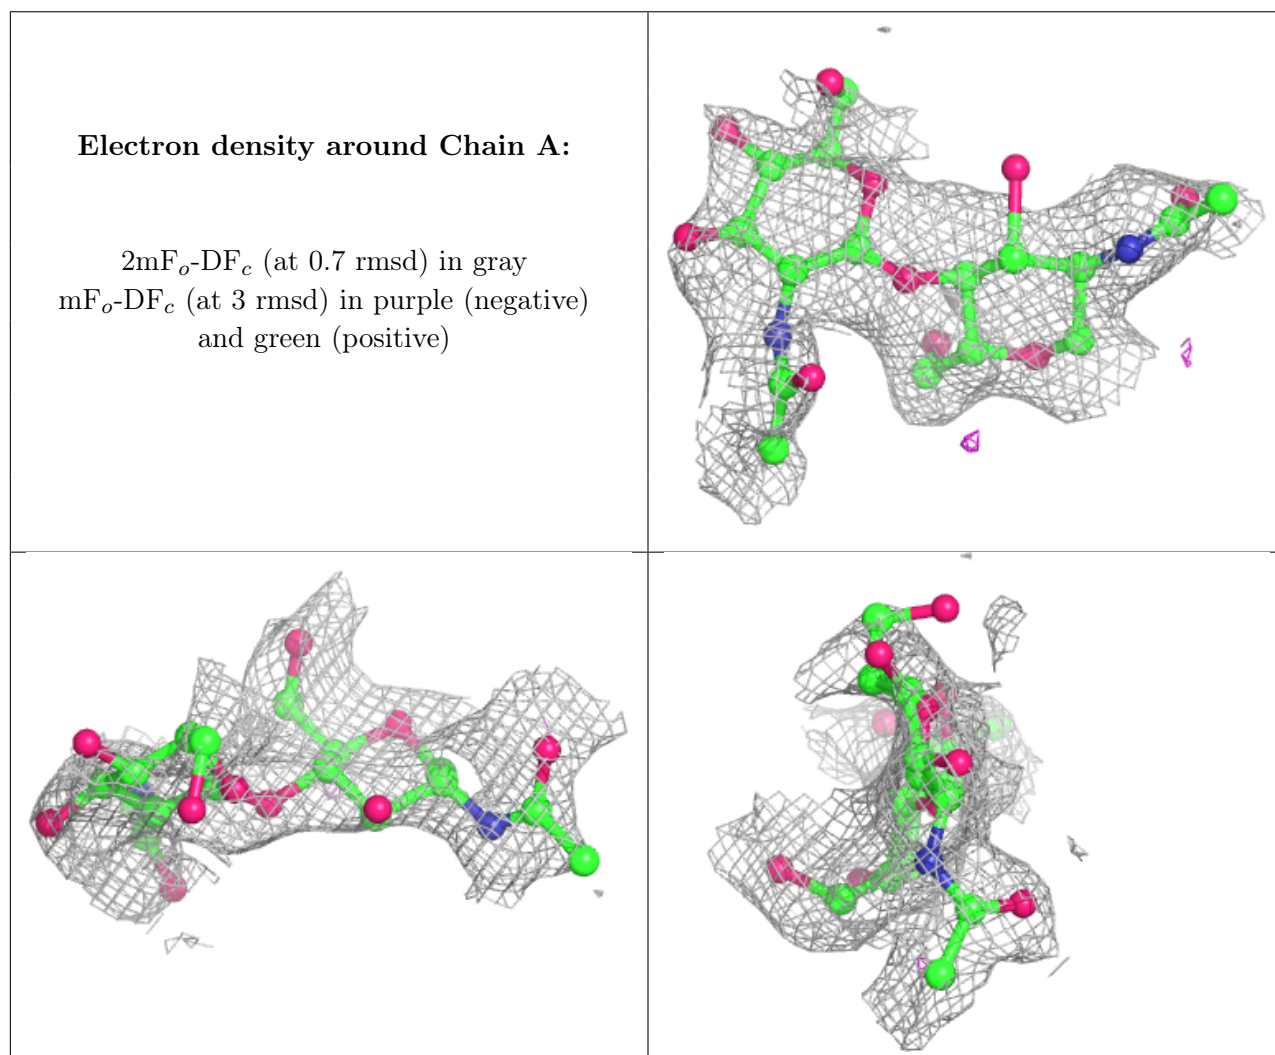 Electron density around Chain A:
2mFo-DFc (at 0.7 rmsd) in gray
mFo-DFc (at 3 rmsd) in purple (negative)
and green (positive)